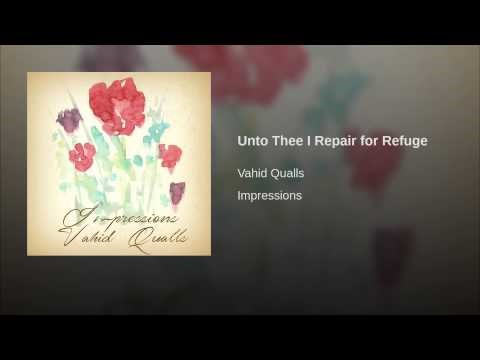 Impressions
Vahid Qualls
Unto Thee I Repair for Refuge
Vahid Qualls
Impressions